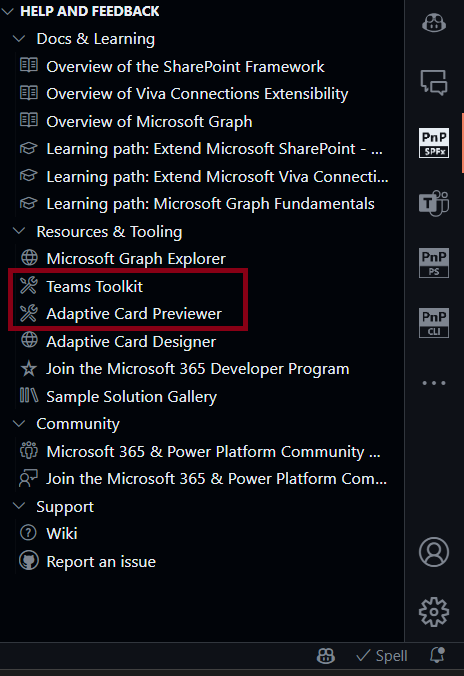 HELP AND FEEDBACK
Docs & Learning
Overview of the SharePoint Framework
Overview of Viva Connections Extensibility
Overview of Microsoft Graph
Learning path: Extend Microsoft SharePoint - ...
Learning path: Extend Microsoft Viva Connecti...
Learning path: Microsoft Graph Fundamentals
Resources & Tooling
Microsoft Graph Explorer
Teams Toolkit
Adaptive Card Previewer
Adaptive Card Designer
Join the Microsoft 365 Developer Program
Sample Solution Gallery
Community
Microsoft 365 & Power Platform Community ...
Join the Microsoft 365 & Power Platform Com...
Support
Wiki
Report an issue
PnP
SPFx
T
PnP
PS
PnP
CLI
Spell